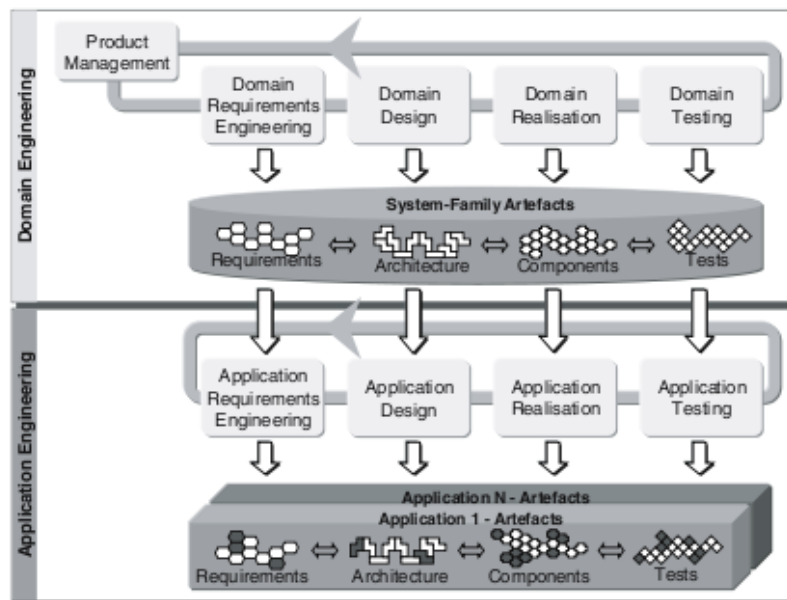 Domain Engineering
Product
Management
Domain
Requirements
Engineering
Domain
Design
Domain
Realisation
Domain
Testing
System-Family Artefacts
Requirements
Architecture
Components
Tests
Application Engineering
Application
Requirements
Engineering
Application
Design
Application
Realisation
Application
Testing
Application N - Artefacts
Application 1 - Artefacts
Requirements
Architecture
Components
Tests